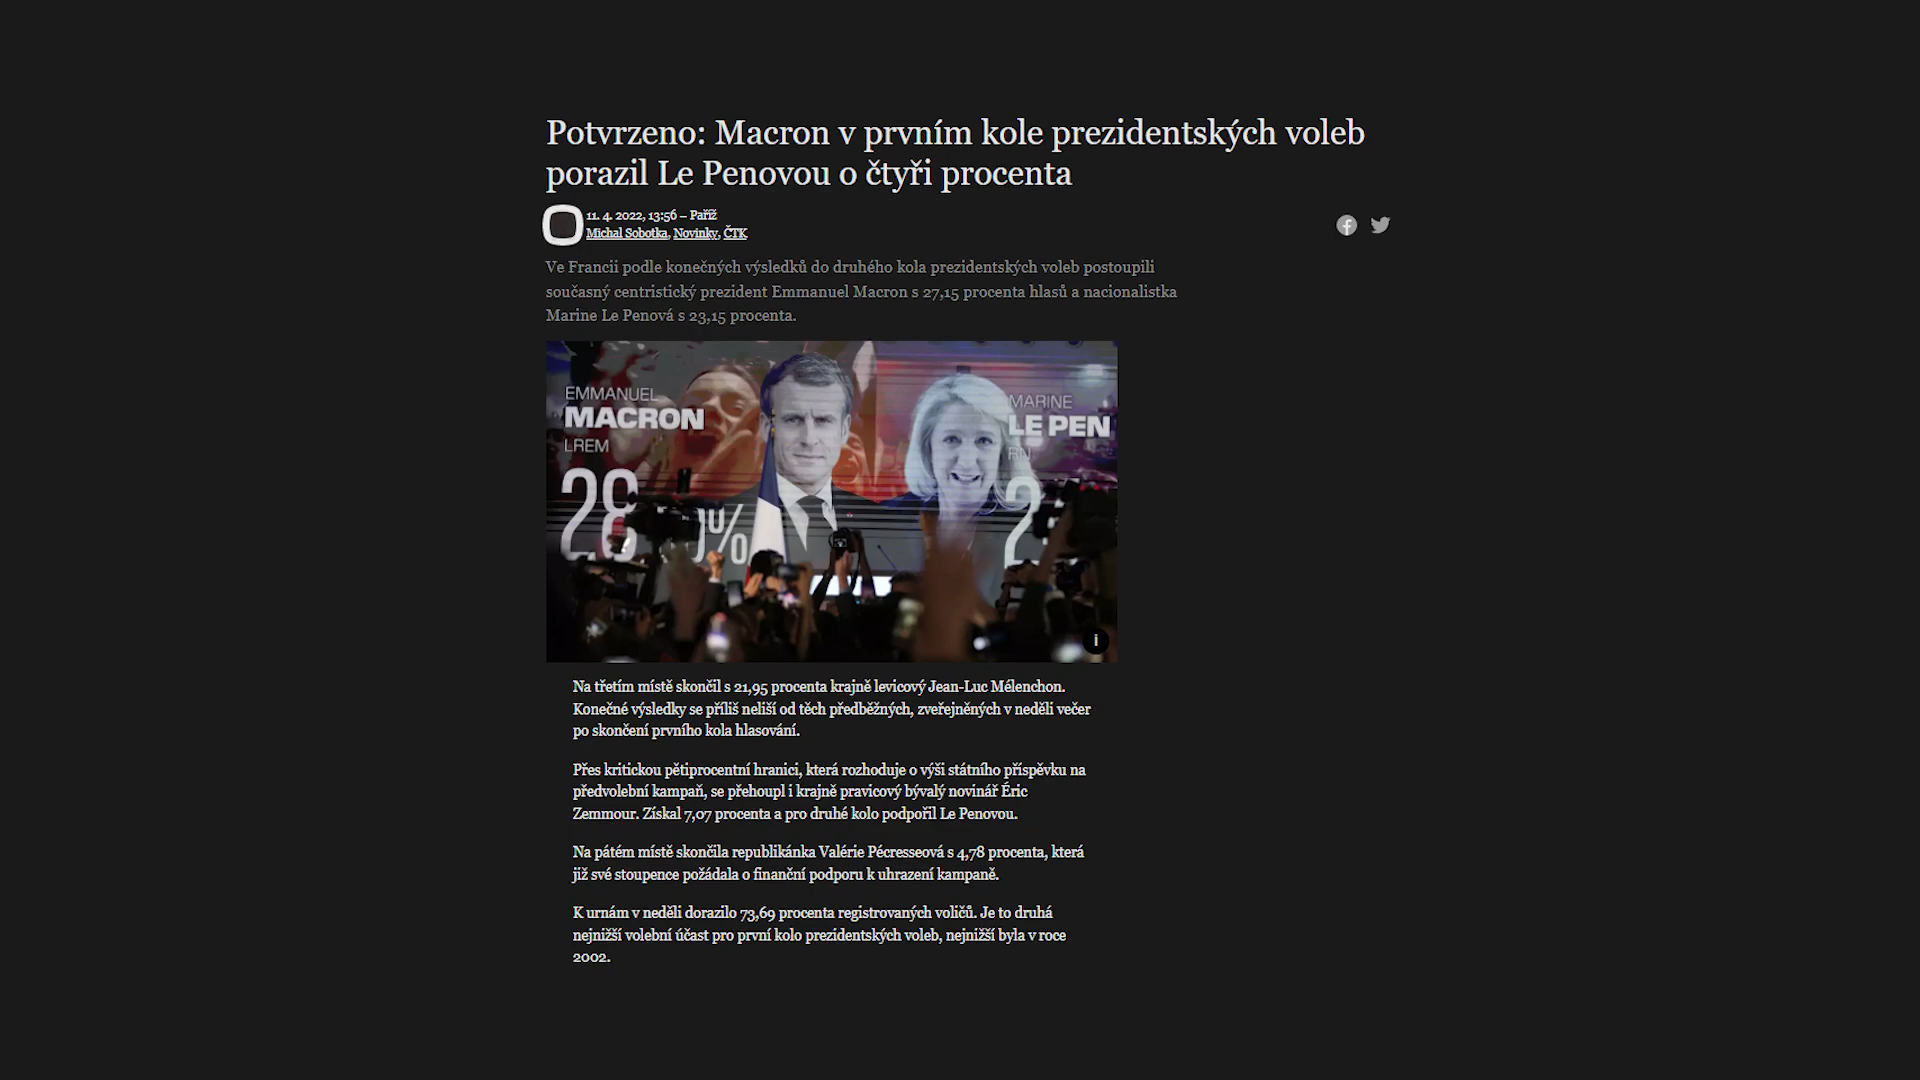 Potvrzeno: Macron v prvním kole prezidentských voleb
porazil Le Penovou o čtyři procenta
11. 4. 2022, 13:56 – Paříž
Michal Sobotka, Novinky, ČTK
Ve Francii podle konečných výsledků do druhého kola prezidentských voleb postoupili
současný centristický prezident Emmanuel Macron s 27,15 procenta hlasů a nacionalistka
Marine Le Penová s 23,15 procenta.
EMMANUEL
MACRON
LREM
28
%
MARINE
LE PEN
RN
2
i
Na třetím místě skončil s 21,95 procenta krajně levicový Jean-Luc Mélenchon.
Konečné výsledky se příliš neliší od těch předběžných, zveřejněných v neděli večer
po skončení prvního kola hlasování.
Přes kritickou pětiprocentní hranici, která rozhoduje o výši státního příspěvku na
předvolební kampaň, se přehoupl i krajně pravicový bývalý novinář Éric
Zemmour. Získal 7,07 procenta a pro druhé kolo podpořil Le Penovou.
Na pátém místě skončila republikánka Valérie Pécresseová s 4,78 procenta, která
již své stoupence požádala o finanční podporu k uhrazení kampaně.
K urnám v neděli dorazilo 73,69 procenta registrovaných voličů. Je to druhá
nejnižší volební účast pro první kolo prezidentských voleb, nejnižší byla v roce
2002.